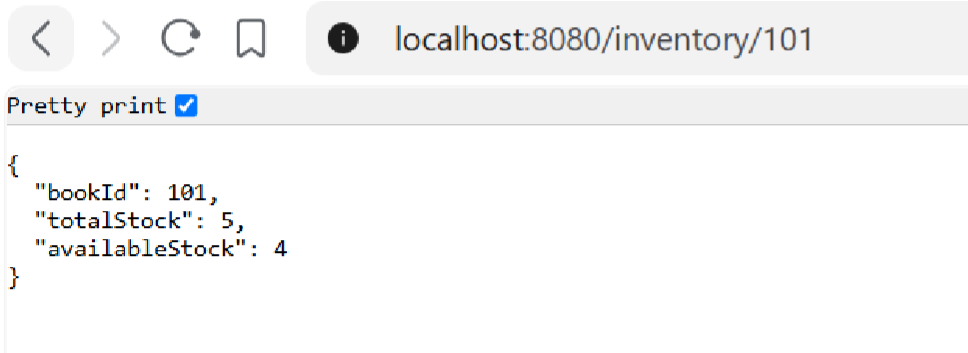 localhost:8080/inventory/101
Pretty print
{
  "bookId": 101,
  "totalStock": 5,
  "availableStock": 4
}